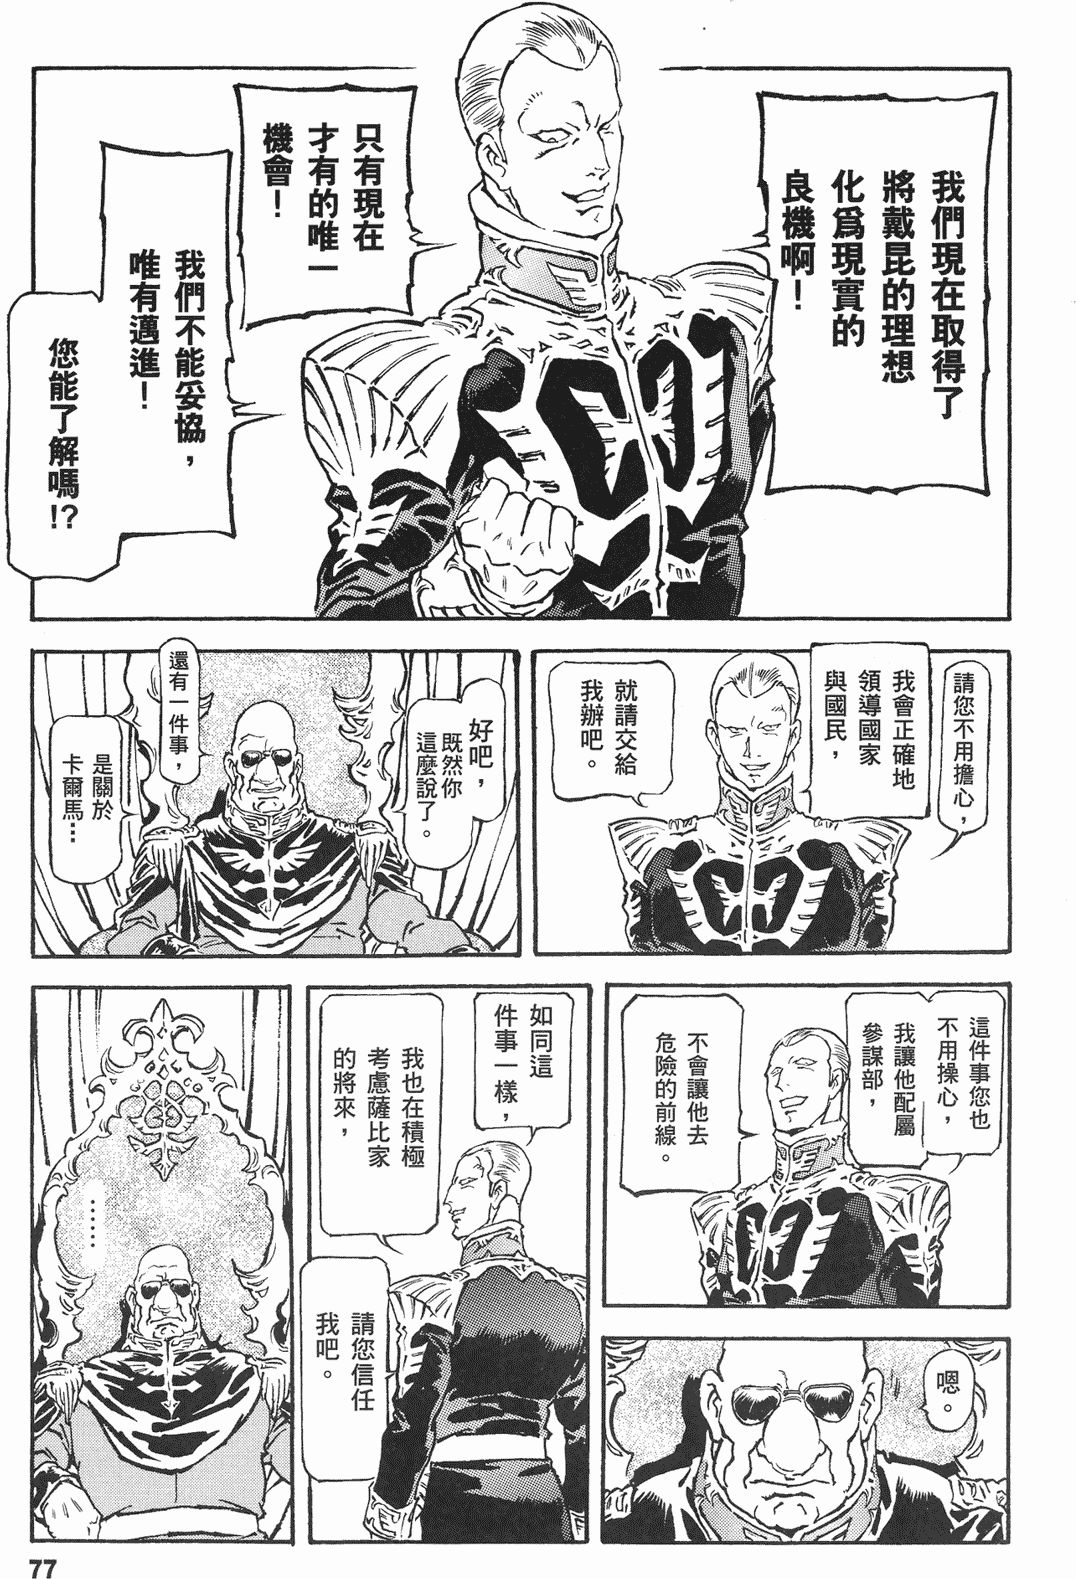 我們現在取得了
將戴昆的理想
化爲現實的
良機啊！
只有現在
才有的唯一
機會！
我們不能妥協，
唯有邁進！
您能了解嗎!?
請您不用擔心，
我會正確地
領導國家
與國民，
就請交給
我辦吧。
好吧，
既然你
這麼說了。
還有一件事，
是關於
卡爾馬…
這件事您也
不用操心，
我讓他配屬
參謀部，
不會讓他去
危險的前線。
嗯。
如同這
件事一樣，
我也在積極
考慮薩比家
的將來，
請您信任
我吧。
……
77